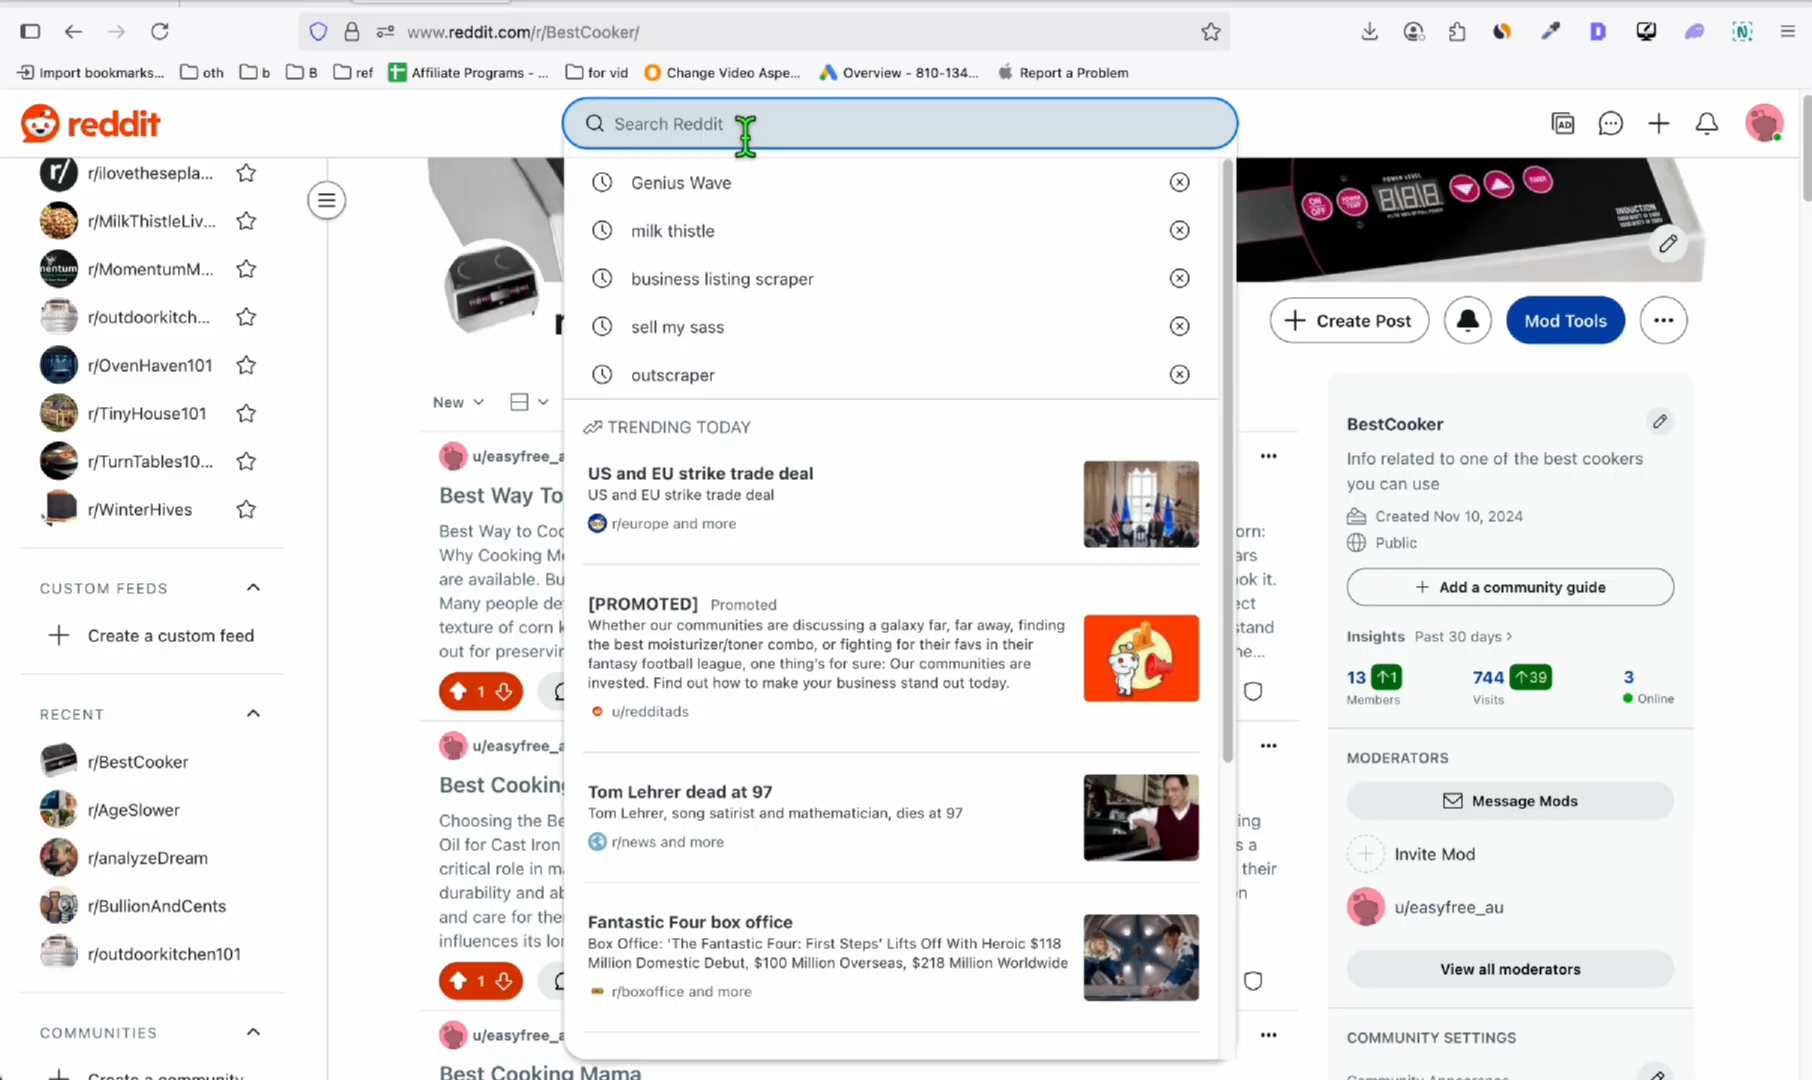 www.reddit.com/r/BestCooker/
Import bookmarks...
oth
b
B
ref
Affiliate Programs - ...
for vid
Change Video Aspe...
Overview - 810-134...
Report a Problem
reddit
Search Reddit
AD
r/ilovethesepla...
r/MilkThistleLiv...
r/MomentumM...
r/outdoorkitch...
r/OvenHaven101
r/TinyHouse101
r/TurnTables10...
r/WinterHives
CUSTOM FEEDS
Create a custom feed
RECENT
r/BestCooker
r/AgeSlower
r/analyzeDream
r/BullionAndCents
r/outdoorkitchen101
COMMUNITIES
Genius Wave
milk thistle
business listing scraper
sell my sass
outscraper
TRENDING TODAY
US and EU strike trade deal
US and EU strike trade deal
r/europe and more
[PROMOTED] Promoted
Whether our communities are discussing a galaxy far, far away, finding
the best moisturizer/toner combo, or fighting for their favs in their
fantasy football league, one thing's for sure: Our communities are
invested. Find out how to make your business stand out today.
u/redditads
Tom Lehrer dead at 97
Tom Lehrer, song satirist and mathematician, dies at 97
r/news and more
Fantastic Four box office
Box Office: 'The Fantastic Four: First Steps' Lifts Off With Heroic $118
Million Domestic Debut, $100 Million Overseas, $218 Million Worldwide
r/boxoffice and more
New
u/easyfree_a
Best Way To
Best Way to Coo
Why Cooking Me
are available. Bu
Many people de
texture of corn k
out for preservin
1
u/easyfree_a
Best Cooking
Choosing the Be
Oil for Cast Iron
critical role in m
durability and ab
and care for the
influences its lon
1
u/easyfree_a
Best Cooking Mama
POWER LEVEL
ON/OFF
TIMER
INDUCTION
Create Post
Mod Tools
BestCooker
Info related to one of the best cookers
you can use
Created Nov 10, 2024
Public
Add a community guide
Insights Past 30 days
13 1
Members
744 39
Visits
3
Online
MODERATORS
Message Mods
Invite Mod
u/easyfree_au
View all moderators
COMMUNITY SETTINGS